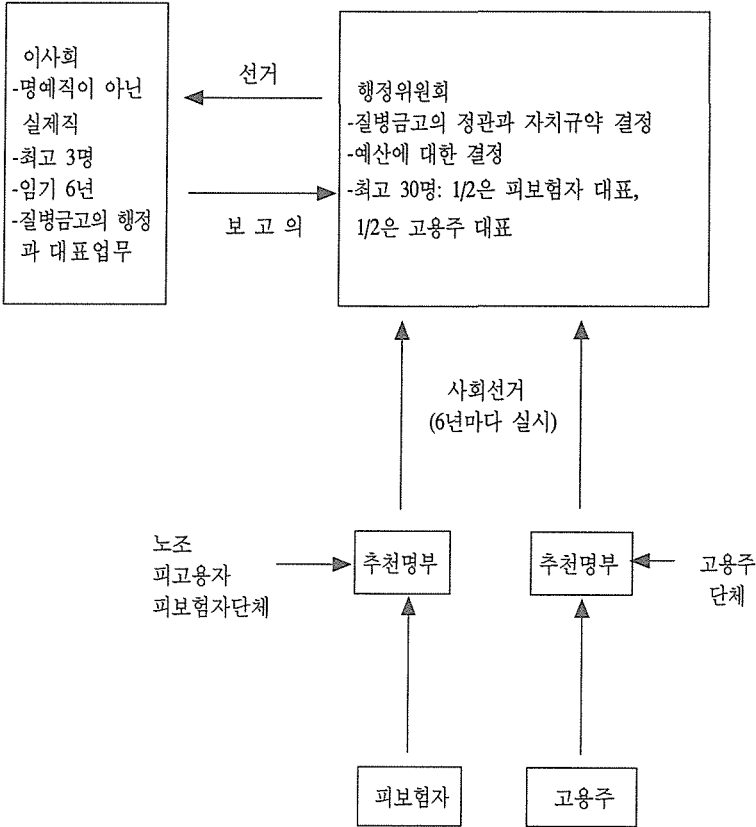 이사회
-명예직이 아닌
실제직
-최고 3명
-임기 6년
-질병금고의 행정
과 대표업무
선거
보 고 의
행정위원회
-질병금고의 정관과 자치규약 결정
-예산에 대한 결정
-최고 30명: 1/2은 피보험자 대표,
1/2은 고용주 대표
사회선거
(6년마다 실시)
노조
피고용자
피보험자단체
추천명부
추천명부
고용주
단체
피보험자
고용주